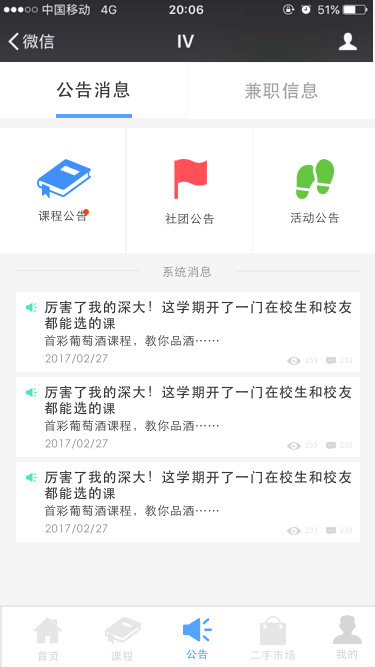 中国移动 4G 20:06 51%
微信 IV
公告消息 兼职信息
课程公告 社团公告 活动公告
系统消息
厉害了我的深大！这学期开了一门在校生和校友
都能选的课
首彩葡萄酒课程，教你品酒……
2017/02/27 233 233
厉害了我的深大！这学期开了一门在校生和校友
都能选的课
首彩葡萄酒课程，教你品酒……
2017/02/27 233 233
厉害了我的深大！这学期开了一门在校生和校友
都能选的课
首彩葡萄酒课程，教你品酒……
2017/02/27 233 233
首页 课程 公告 二手市场 我的